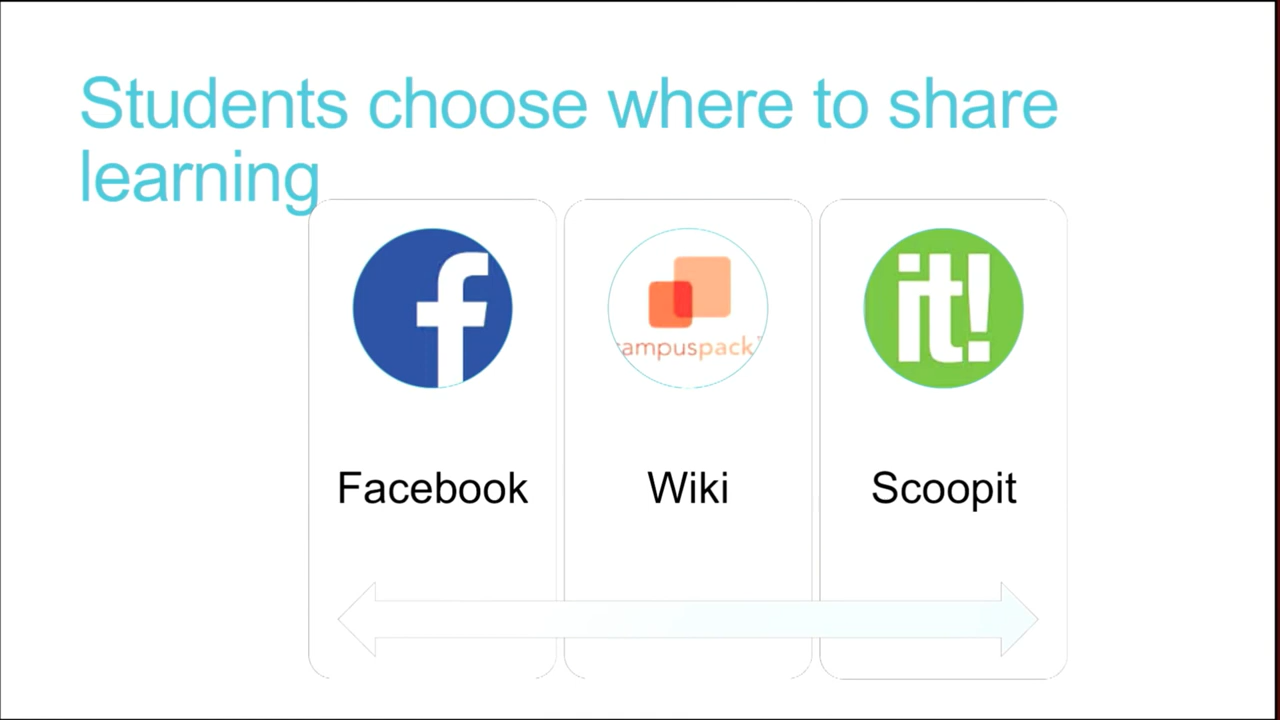 Students choose where to share
learning
f
ampuspack
it!
Facebook
Wiki
Scoopit